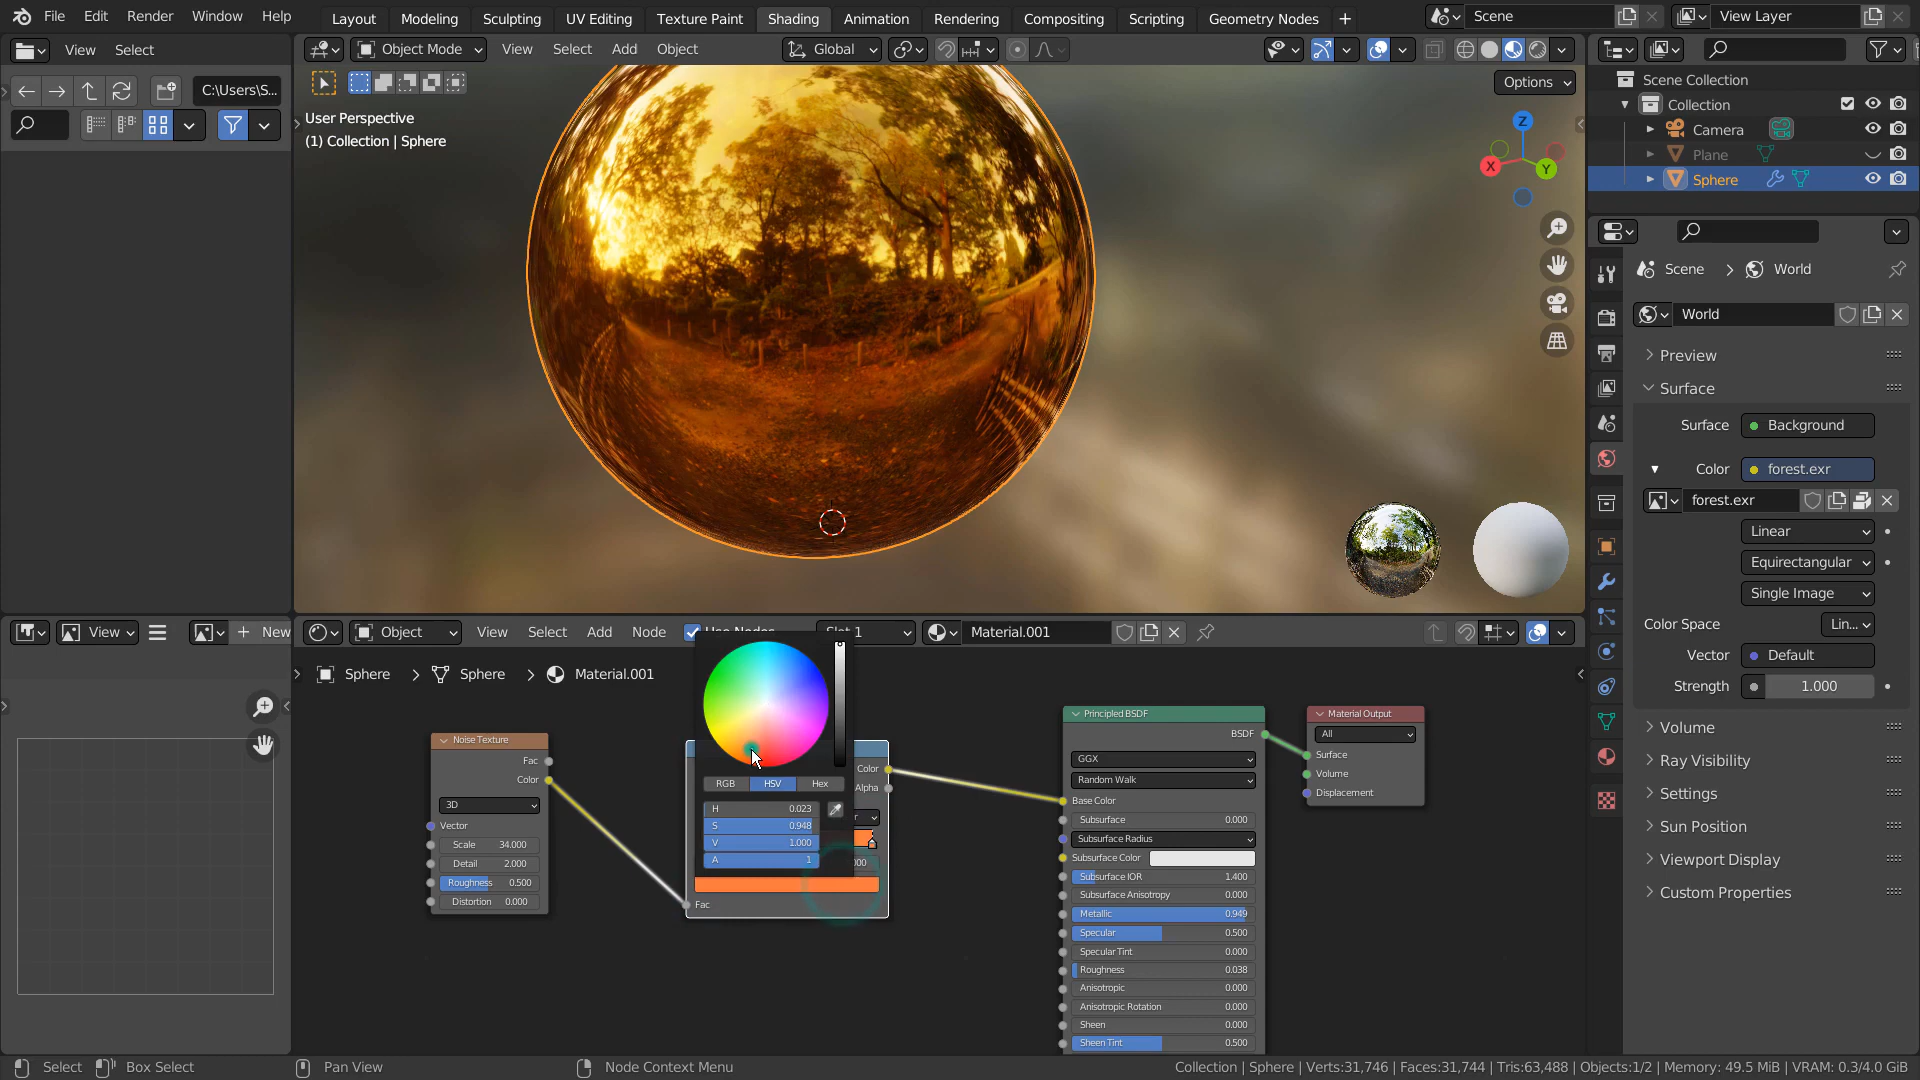 File Edit Render Window Help
Layout Modeling Sculpting UV Editing Texture Paint Shading Animation Rendering Compositing Scripting Geometry Nodes +
Scene
View Layer
View Select
Object Mode View Select Add Object
Global
C:\Users\S...
Options
User Perspective
(1) Collection | Sphere
Z
X
Y
Scene Collection
Collection
Camera
Plane
Sphere
Scene > World
World
Preview
Surface
Surface Background
Color forest.exr
forest.exr
Linear
Equirectangular
Single Image
Color Space Lin...
Vector Default
Strength 1.000
Volume
Ray Visibility
Settings
Sun Position
Viewport Display
Custom Properties
View
+ New
Object View Select Add Node Use Nodes Slot 1 Material.001
Sphere > Sphere > Material.001
Noise Texture
Fac
Color
3D
Vector
Scale 34.000
Detail 2.000
Roughness 0.500
Distortion 0.000
RGB HSV Hex
H 0.023
S 0.948
V 1.000
A 1
Color
Alpha
Fac
Principled BSDF
BSDF
GGX
Random Walk
Base Color
Subsurface 0.000
Subsurface Radius
Subsurface Color
Subsurface IOR 1.400
Subsurface Anisotropy 0.000
Metallic 0.949
Specular 0.500
Specular Tint 0.000
Roughness 0.038
Anisotropic 0.000
Anisotropic Rotation 0.000
Sheen 0.000
Sheen Tint 0.500
Material Output
All
Surface
Volume
Displacement
Select Box Select Pan View Node Context Menu
Collection | Sphere | Verts:31,746 | Faces:31,744 | Tris:63,488 | Objects:1/2 | Memory: 49.5 MiB | VRAM: 0.3/4.0 GiB